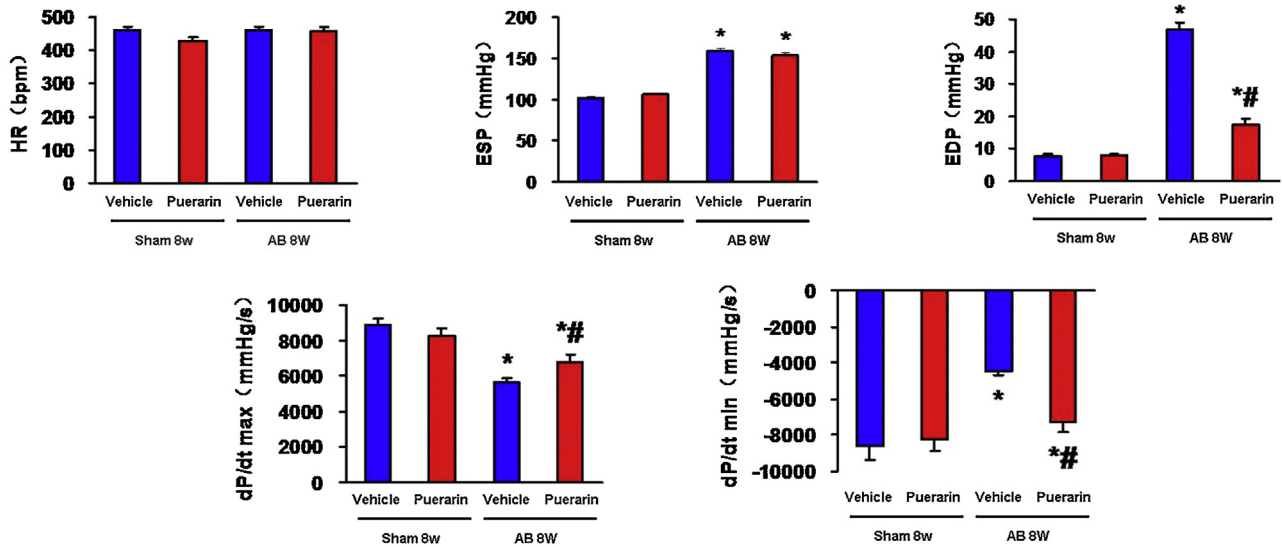 HR（bpm）
500
400
300
200
100
0
Vehicle Puerarin Vehicle Puerarin
Sham 8w AB 8W
ESP（mmHg）
200
150
100
50
0
* *
Vehicle Puerarin Vehicle Puerarin
Sham 8w AB 8W
EDP（mmHg）
50
40
30
20
10
0
* *#
Vehicle Puerarin Vehicle Puerarin
Sham 8w AB 8W
dP/dt max（mmHg/s）
10000
8000
6000
4000
2000
0
* *#
Vehicle Puerarin Vehicle Puerarin
Sham 8w AB 8W
dP/dt mln（mmHg/s）
0
-2000
-4000
-6000
-8000
-10000
* *#
Vehicle Puerarin Vehicle Puerarin
Sham 8w AB 8W